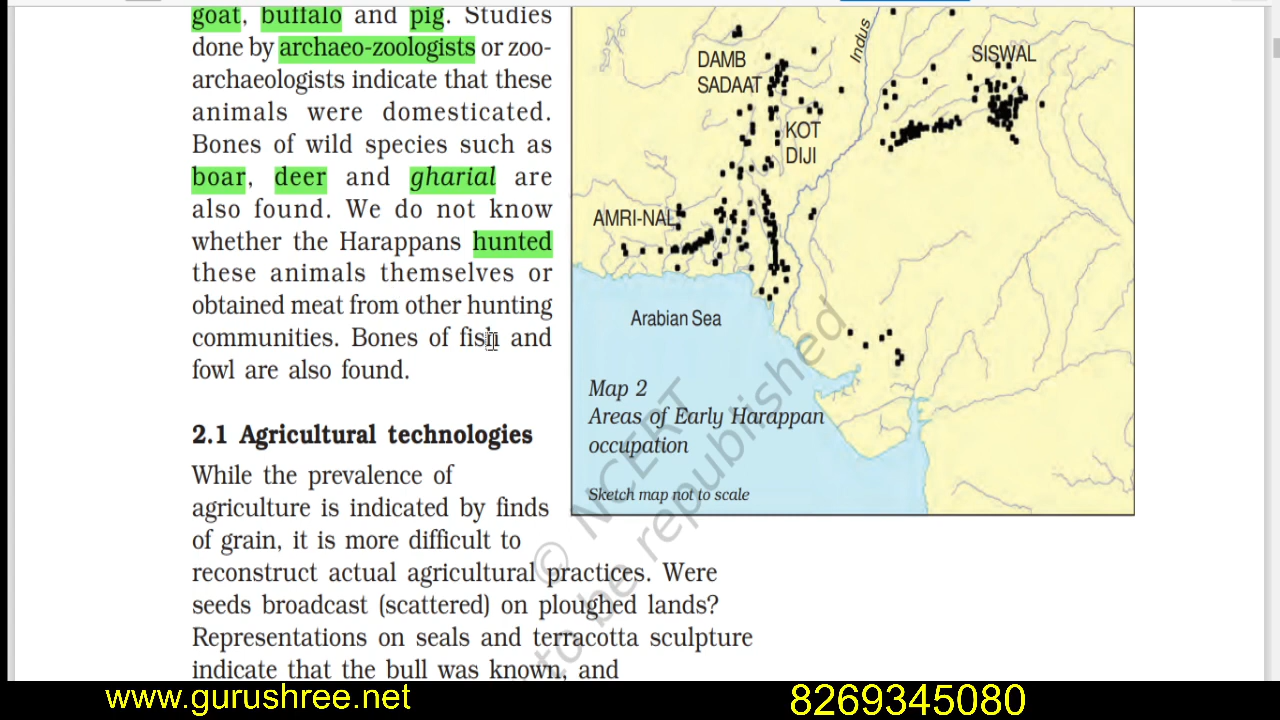 goat, buffalo and pig. Studies
done by archaeo-zoologists or zoo-
archaeologists indicate that these
animals were domesticated.
Bones of wild species such as
boar, deer and gharial are
also found. We do not know
whether the Harappans hunted
these animals themselves or
obtained meat from other hunting
communities. Bones of fish and
fowl are also found.
2.1 Agricultural technologies
While the prevalence of
agriculture is indicated by finds
of grain, it is more difficult to
reconstruct actual agricultural practices. Were
seeds broadcast (scattered) on ploughed lands?
Representations on seals and terracotta sculpture
indicate that the bull was known, and
Indus
SISWAL
DAMB
SADAAT
KOT
DIJI
AMRI-NAL
Arabian Sea
Map 2
Areas of Early Harappan
occupation
Sketch map not to scale
© NCERT
to be republished
www.gurushree.net
8269345080